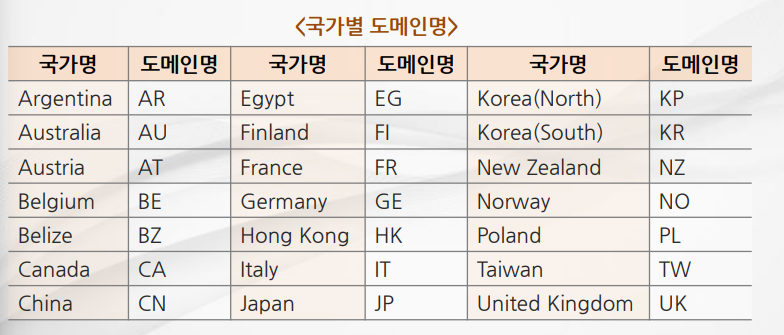 <국가별 도메인명>
국가명 도메인명 국가명 도메인명 국가명 도메인명
Argentina AR Egypt EG Korea(North) KP
Australia AU Finland FI Korea(South) KR
Austria AT France FR New Zealand NZ
Belgium BE Germany GE Norway NO
Belize BZ Hong Kong HK Poland PL
Canada CA Italy IT Taiwan TW
China CN Japan JP United Kingdom UK